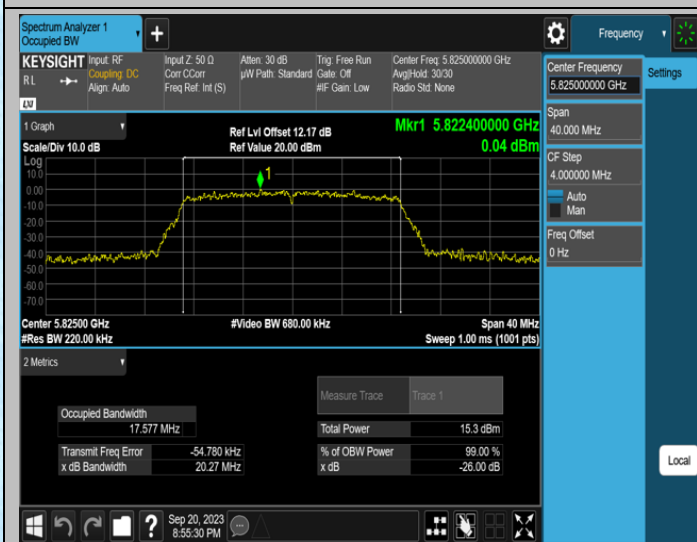 Spectrum Analyzer 1
Occupied BW
Frequency
KEYSIGHT
R L
LXI
Input: RF
Coupling: DC
Align: Auto
Input Z: 50 Ω
Corr CCorr
Freq Ref: Int (S)
Atten: 30 dB
µW Path: Standard
Trig: Free Run
Gate: Off
#IF Gain: Low
Center Freq: 5.825000000 GHz
Avg|Hold: 30/30
Radio Std: None
Center Frequency
5.825000000 GHz
Settings
Span
40.000 MHz
CF Step
4.000000 MHz
Auto
Man
Freq Offset
0 Hz
1 Graph
Scale/Div 10.0 dB
Ref Lvl Offset 12.17 dB
Ref Value 20.00 dBm
Mkr1 5.822400000 GHz
0.04 dBm
Log
10.0
0.00
-10.0
-20.0
-30.0
-40.0
-50.0
-60.0
-70.0
1
Center 5.82500 GHz
#Res BW 220.00 kHz
#Video BW 680.00 kHz
Span 40 MHz
Sweep 1.00 ms (1001 pts)
2 Metrics
Measure Trace
Trace 1
Occupied Bandwidth
17.577 MHz
Total Power
15.3 dBm
Transmit Freq Error
-54.780 kHz
% of OBW Power
99.00 %
x dB Bandwidth
20.27 MHz
x dB
-26.00 dB
Local
?
Sep 20, 2023
8:55:30 PM